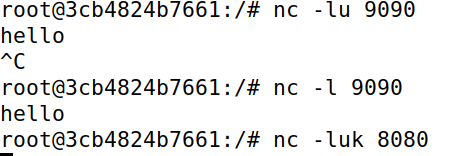 root@3cb4824b7661:/# nc -lu 9090
hello
^C
root@3cb4824b7661:/# nc -l 9090
hello
root@3cb4824b7661:/# nc -luk 8080